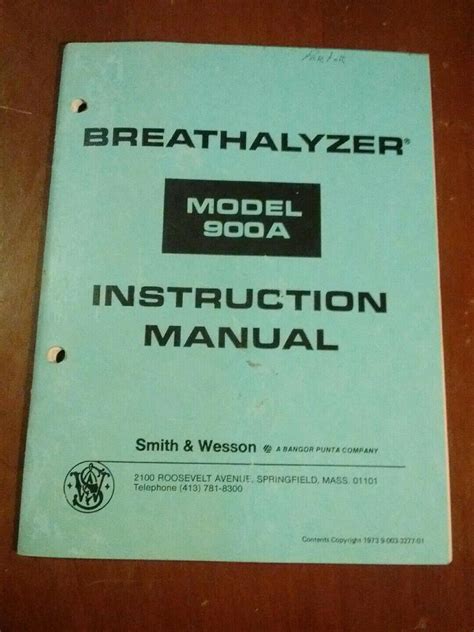 BREATHALYZER®
MODEL
900A
INSTRUCTION
MANUAL
Smith & Wesson A BANGOR PUNTA COMPANY
2100 ROOSEVELT AVENUE, SPRINGFIELD, MASS. 01101
Telephone (413) 781-8300
Contents Copyright 1973